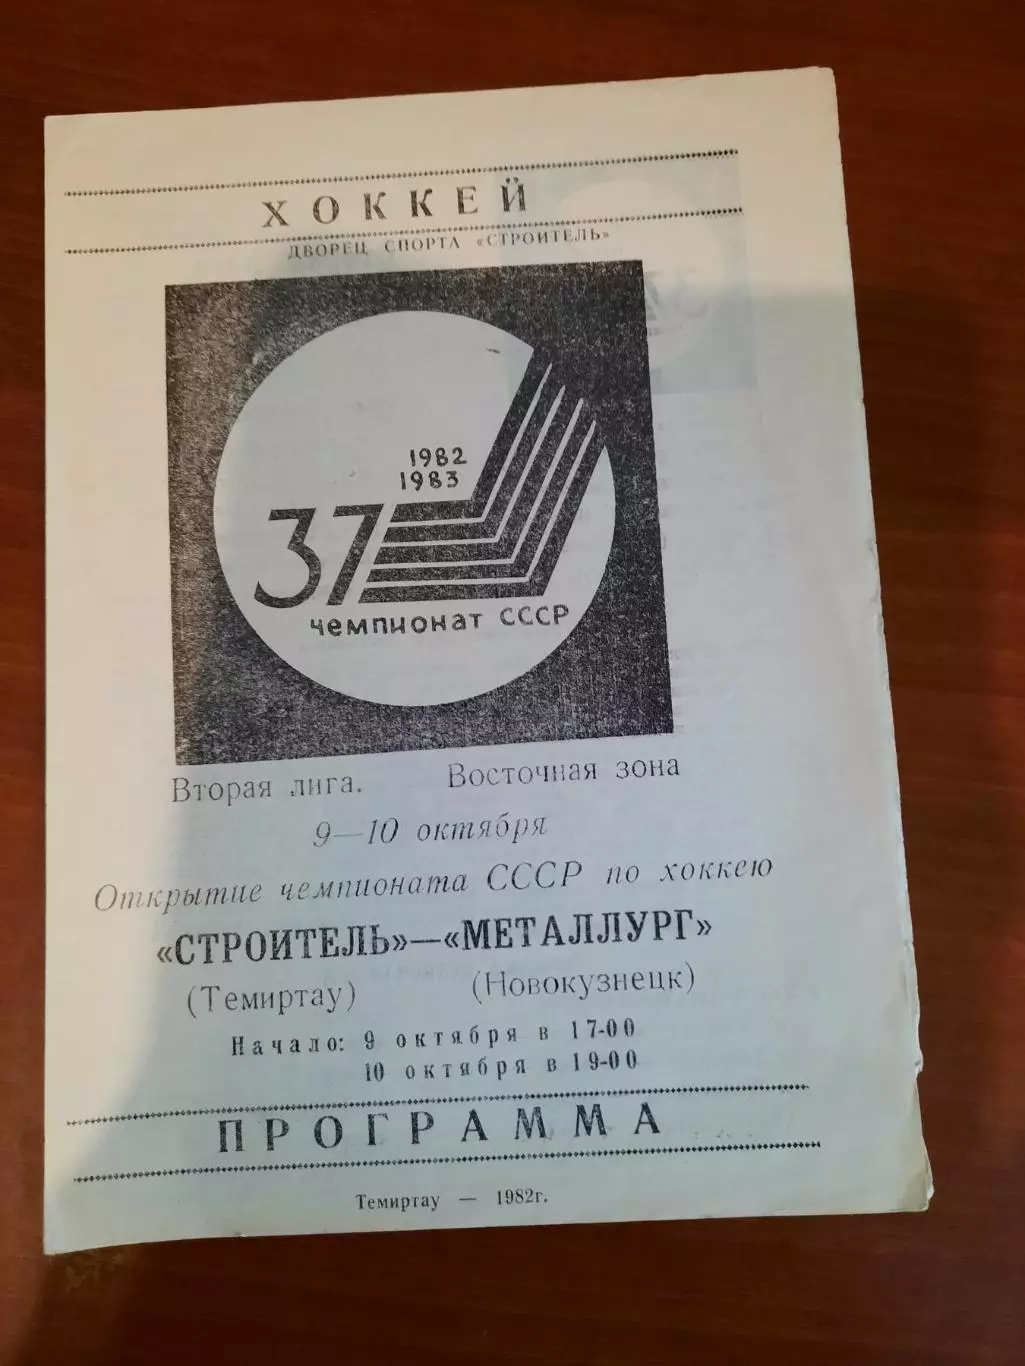 ХОККЕЙ
ДВОРЕЦ СПОРТА «СТРОИТЕЛЬ»
1982
1983
37
чемпионат СССР
Вторая лига. Восточная зона
9—10 октября
Открытие чемпионата СССР по хоккею
«СТРОИТЕЛЬ»—«МЕТАЛЛУРГ»
(Темиртау) (Новокузнецк)
Начало: 9 октября в 17-00
10 октября в 19-00
ПРОГРАММА
Темиртау — 1982г.